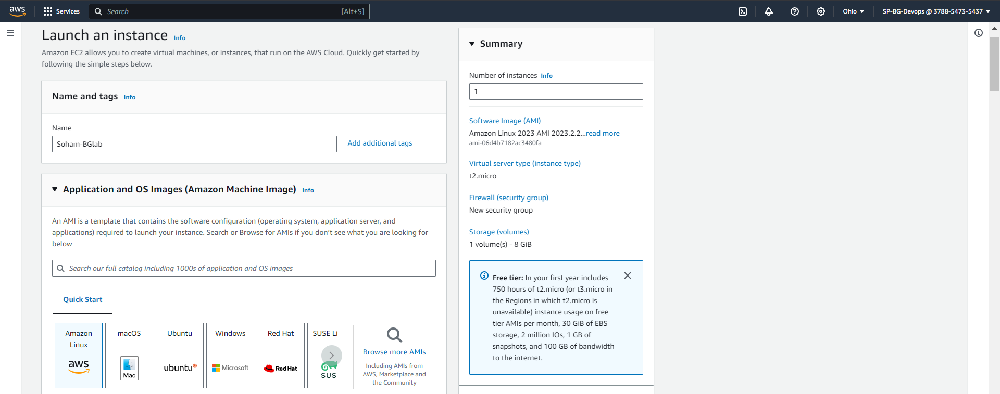 aws
Services
Search
[Alt+S]
Ohio
SP-BG-Devops @ 3788-5473-5437
Launch an instance Info
Amazon EC2 allows you to create virtual machines, or instances, that run on the AWS Cloud. Quickly get started by
following the simple steps below.
Name and tags Info
Name
Soham-BGlab
Add additional tags
Application and OS Images (Amazon Machine Image) Info
An AMI is a template that contains the software configuration (operating system, application server, and
applications) required to launch your instance. Search or Browse for AMIs if you don't see what you are looking for
below
Search our full catalog including 1000s of application and OS images
Quick Start
Amazon
Linux
aws
macOS
Mac
Ubuntu
ubuntu
Windows
Microsoft
Red Hat
Red Hat
SUSE Li
SUS
Browse more AMIs
Including AMIs from
AWS, Marketplace and
the Community
Summary
Number of instances Info
1
Software Image (AMI)
Amazon Linux 2023 AMI 2023.2.2...read more
ami-06d4b7182ac3480fa
Virtual server type (instance type)
t2.micro
Firewall (security group)
New security group
Storage (volumes)
1 volume(s) - 8 GiB
Free tier: In your first year includes
750 hours of t2.micro (or t3.micro in
the Regions in which t2.micro is
unavailable) instance usage on free
tier AMIs per month, 30 GiB of EBS
storage, 2 million IOs, 1 GB of
snapshots, and 100 GB of bandwidth
to the internet.